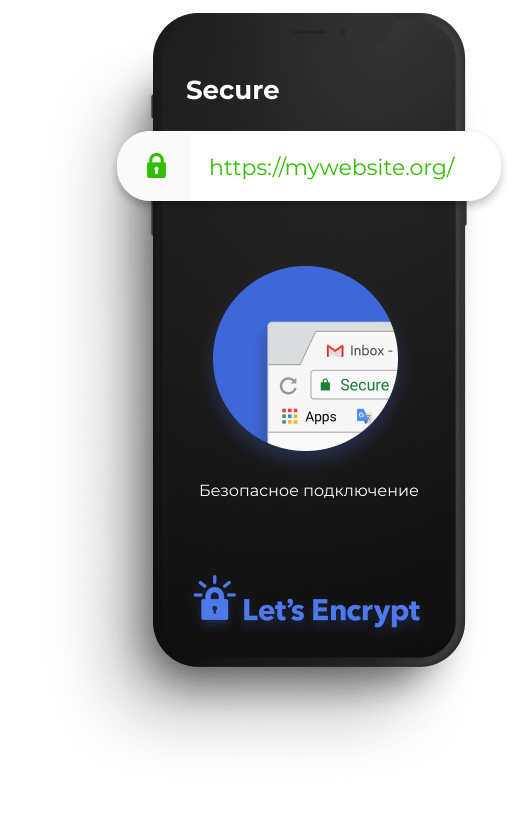 Secure
https://mywebsite.org/
Inbox -
Secure
Apps
Безопасное подключение
Let's Encrypt